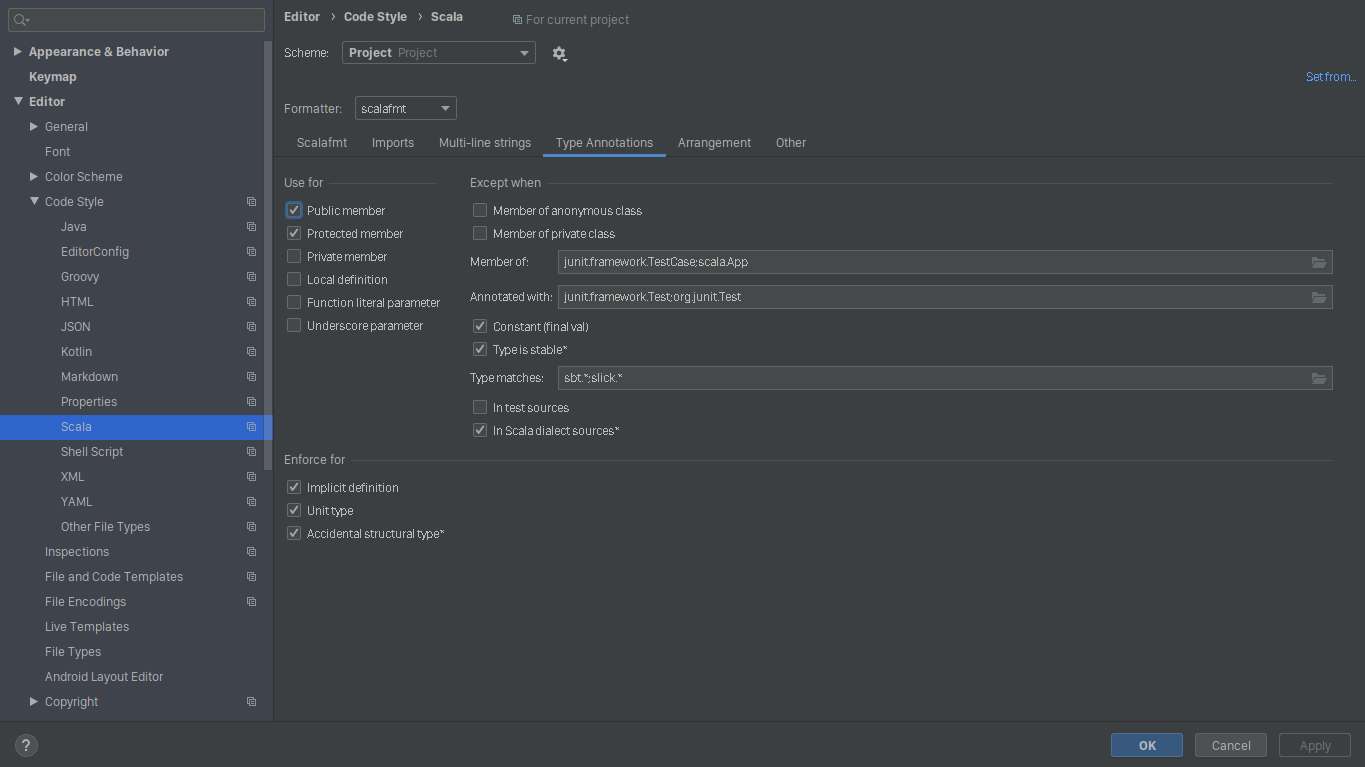 Appearance & Behavior
Keymap
Editor
General
Font
Color Scheme
Code Style
Java
EditorConfig
Groovy
HTML
JSON
Kotlin
Markdown
Properties
Scala
Shell Script
XML
YAML
Other File Types
Inspections
File and Code Templates
File Encodings
Live Templates
File Types
Android Layout Editor
Copyright
Editor › Code Style › Scala For current project
Scheme: Project Project
Set from...
Formatter: scalafmt
Scalafmt Imports Multi-line strings Type Annotations Arrangement Other
Use for
Public member
Protected member
Private member
Local definition
Function literal parameter
Underscore parameter
Except when
Member of anonymous class
Member of private class
Member of: junit.framework.TestCase;scala.App
Annotated with: junit.framework.Test;org.junit.Test
Constant (final val)
Type is stable*
Type matches: sbt.*;slick.*
In test sources
In Scala dialect sources*
Enforce for
Implicit definition
Unit type
Accidental structural type*
? OK Cancel Apply